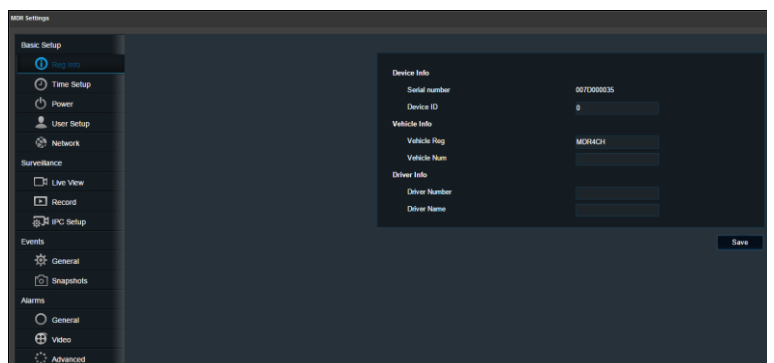 MDR Settings
Basic Setup
Reg Info
Time Setup
Power
User Setup
Network
Surveillance
Live View
Record
IPC Setup
Events
General
Snapshots
Alarms
General
Video
Advanced
Device Info
Serial number 007D000035
Device ID 0
Vehicle Info
Vehicle Reg MDR4CH
Vehicle Num
Driver Info
Driver Number
Driver Name
Save